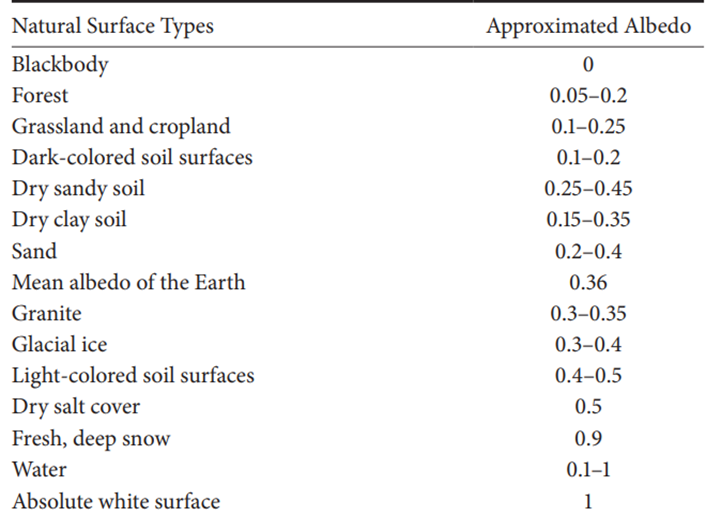 Natural Surface Types Approximated Albedo
Blackbody 0
Forest 0.05–0.2
Grassland and cropland 0.1–0.25
Dark-colored soil surfaces 0.1–0.2
Dry sandy soil 0.25–0.45
Dry clay soil 0.15–0.35
Sand 0.2–0.4
Mean albedo of the Earth 0.36
Granite 0.3–0.35
Glacial ice 0.3–0.4
Light-colored soil surfaces 0.4–0.5
Dry salt cover 0.5
Fresh, deep snow 0.9
Water 0.1–1
Absolute white surface 1